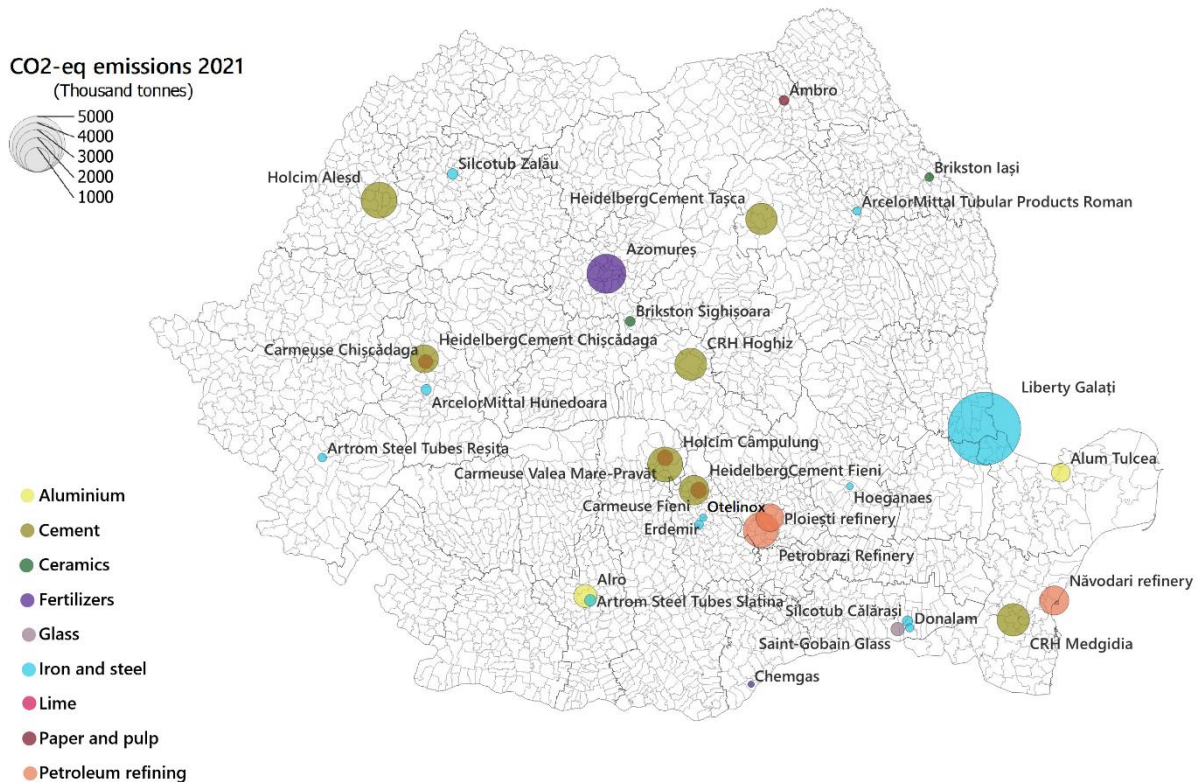 CO2-eq emissions 2021
(Thousand tonnes)
5000
4000
3000
2000
1000
Ambro
Silcotub Zalău
Holcim Aleșd
Brikston Iași
HeidelbergCement Tașca
ArcelorMittal Tubular Products Roman
Azomureș
Brikston Sighișoara
HeidelbergCement Chișcădaga
Carmeuse Chișcădaga
CRH Hoghiz
ArcelorMittal Hunedoara
Liberty Galați
Holcim Câmpulung
Artrom Steel Tubes Reșița
Alum Tulcea
Carmeuse Valea Mare-Pravăț
HeidelbergCement Fieni
Hoeganaes
Carmeuse Fieni
Otelinox
Ploiești refinery
Erdemir
Petrobrazi Refinery
Alro
Năvodari refinery
Artrom Steel Tubes Slatina
Silcotub Călărași
Donalam
Saint-Gobain Glass
CRH Medgidia
Chemgas
Aluminium
Cement
Ceramics
Fertilizers
Glass
Iron and steel
Lime
Paper and pulp
Petroleum refining